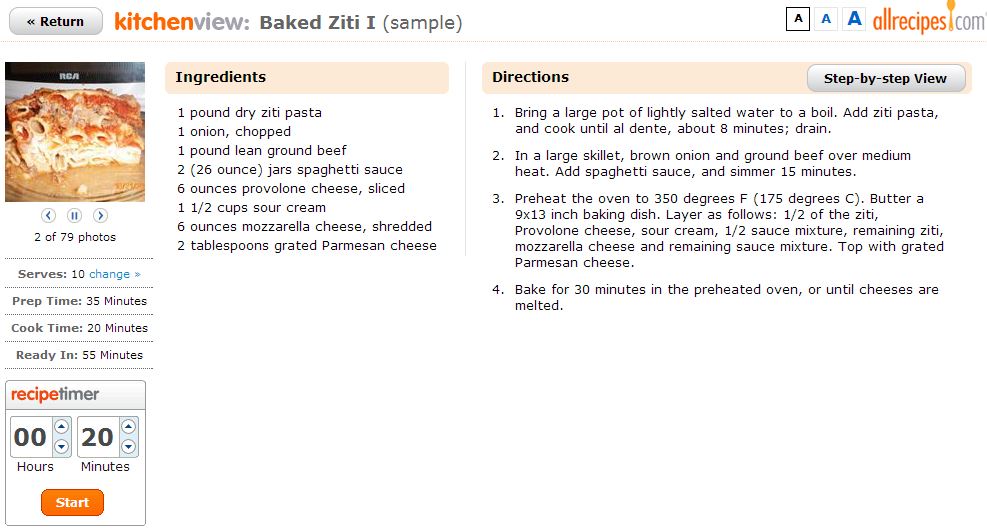 « Return
kitchenview: Baked Ziti I (sample)
A A A
allrecipes.com
RCA
2 of 79 photos
Serves: 10 change »
Prep Time: 35 Minutes
Cook Time: 20 Minutes
Ready In: 55 Minutes
recipetimer
00 20
Hours Minutes
Start
Ingredients
1 pound dry ziti pasta
1 onion, chopped
1 pound lean ground beef
2 (26 ounce) jars spaghetti sauce
6 ounces provolone cheese, sliced
1 1/2 cups sour cream
6 ounces mozzarella cheese, shredded
2 tablespoons grated Parmesan cheese
Directions
Step-by-step View
1. Bring a large pot of lightly salted water to a boil. Add ziti pasta,
and cook until al dente, about 8 minutes; drain.
2. In a large skillet, brown onion and ground beef over medium
heat. Add spaghetti sauce, and simmer 15 minutes.
3. Preheat the oven to 350 degrees F (175 degrees C). Butter a
9x13 inch baking dish. Layer as follows: 1/2 of the ziti,
Provolone cheese, sour cream, 1/2 sauce mixture, remaining ziti,
mozzarella cheese and remaining sauce mixture. Top with grated
Parmesan cheese.
4. Bake for 30 minutes in the preheated oven, or until cheeses are
melted.